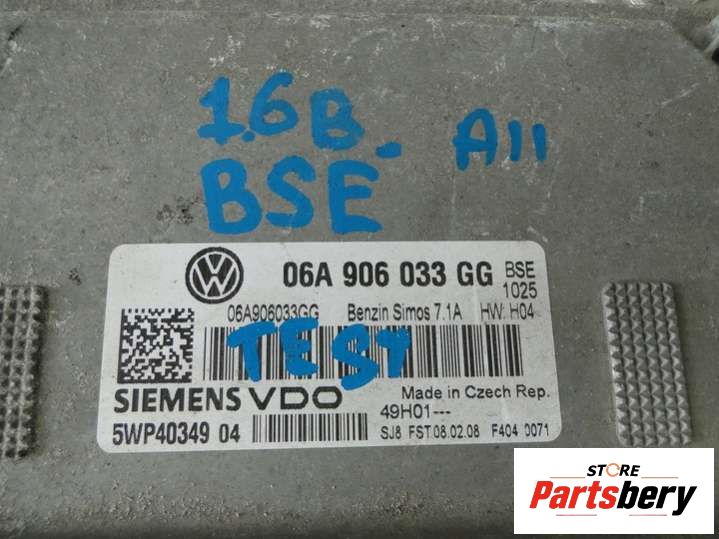 1.6B- A11
BSE
06A 906 033 GG BSE
1025
06A906033GG Benzin Simos 7.1A HW: H04
TEST
SIEMENS VDO Made in Czech Rep.
49H01---
5WP40349 04 SJ8 FST 08.02.08 F404 0071
STORE
Partsbery